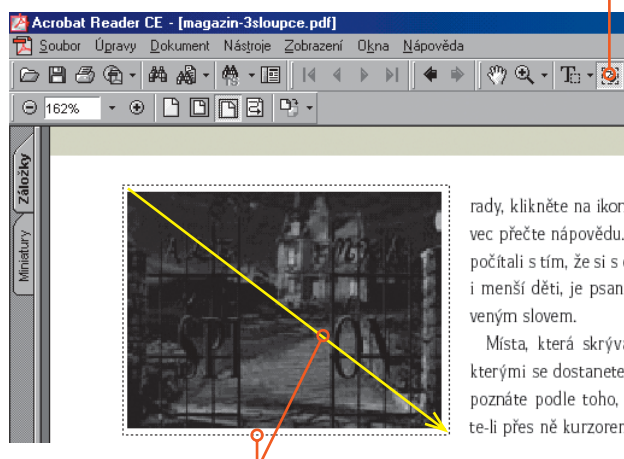 Acrobat Reader CE - [magazin-3sloupce.pdf]
Soubor Úpravy Dokument Nástroje Zobrazení Okna Nápověda
162%
Záložky
Miniatury
ŠPI ÓN
rady, klikněte na ikon
vec přečte nápovědu.
počítali s tím, že si s
i menší děti, je psan
veným slovem.
Místa, která skrýva
kterými se dostanete
poznáte podle toho,
te-li přes ně kurzorem